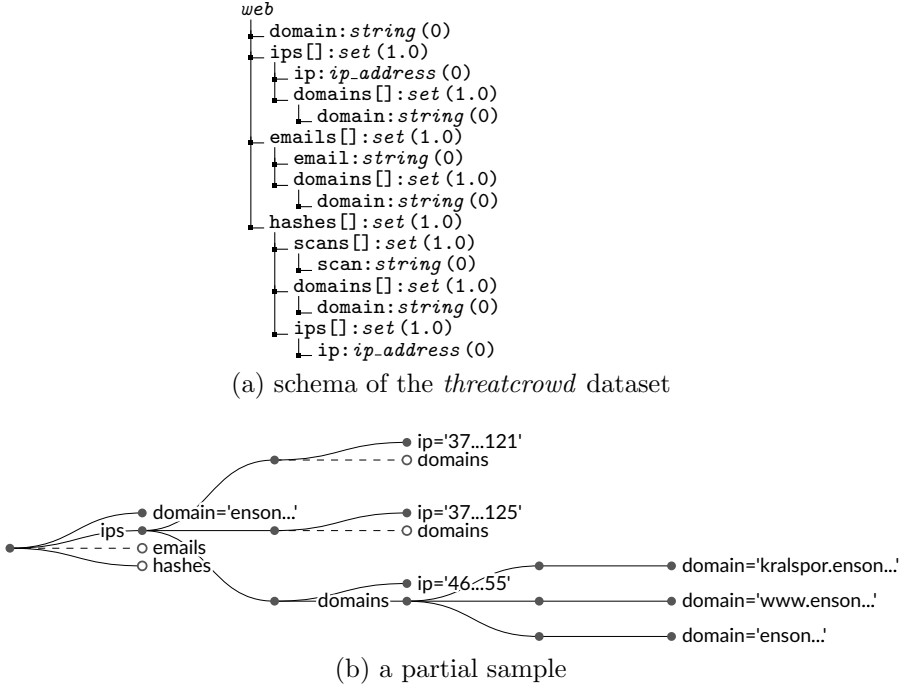 web
domain:string(0)
ips[]:set(1.0)
ip:ip_address(0)
domains[]:set(1.0)
domain:string(0)
emails[]:set(1.0)
email:string(0)
domains[]:set(1.0)
domain:string(0)
hashes[]:set(1.0)
scans[]:set(1.0)
scan:string(0)
domains[]:set(1.0)
domain:string(0)
ips[]:set(1.0)
ip:ip_address(0)
(a) schema of the threatcrowd dataset
ip='37...121'
domains
domain='enson...'
ip='37...125'
ips
domains
emails
hashes
domain='kralspor.enson...'
ip='46...55'
domains
domain='www.enson...'
domain='enson...'
(b) a partial sample